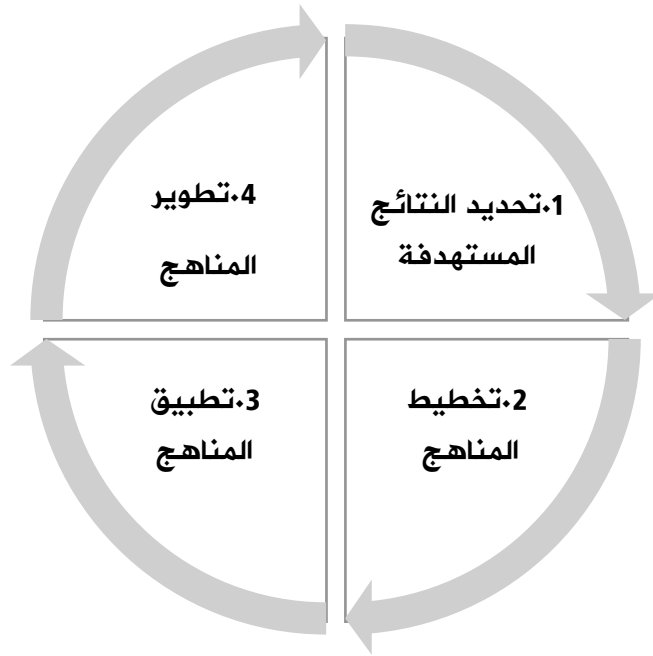 1.تحديد النتائج
المستهدفة
2.تخطيط
المناهج
3.تطبيق
المناهج
4.تطوير
المناهج